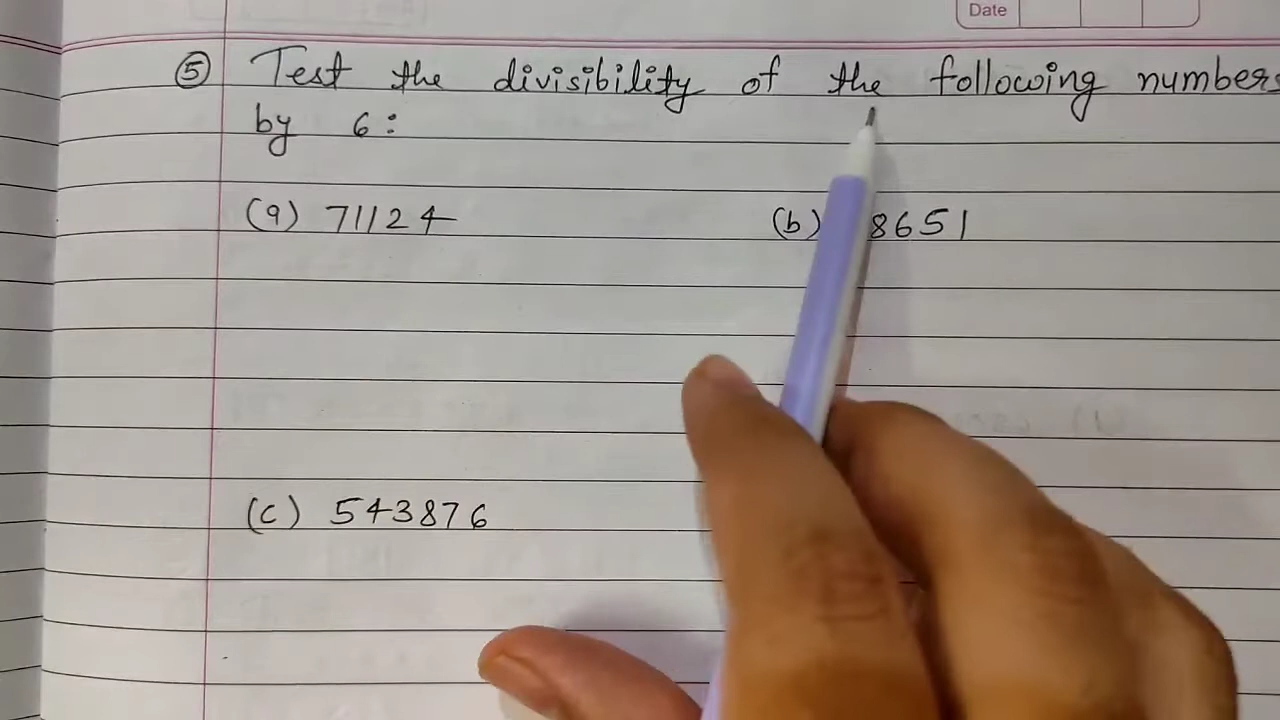 Date
⑤ Test the divisibility of the following numbers
by 6:
(a) 71124
(b) 8651
(c) 543876